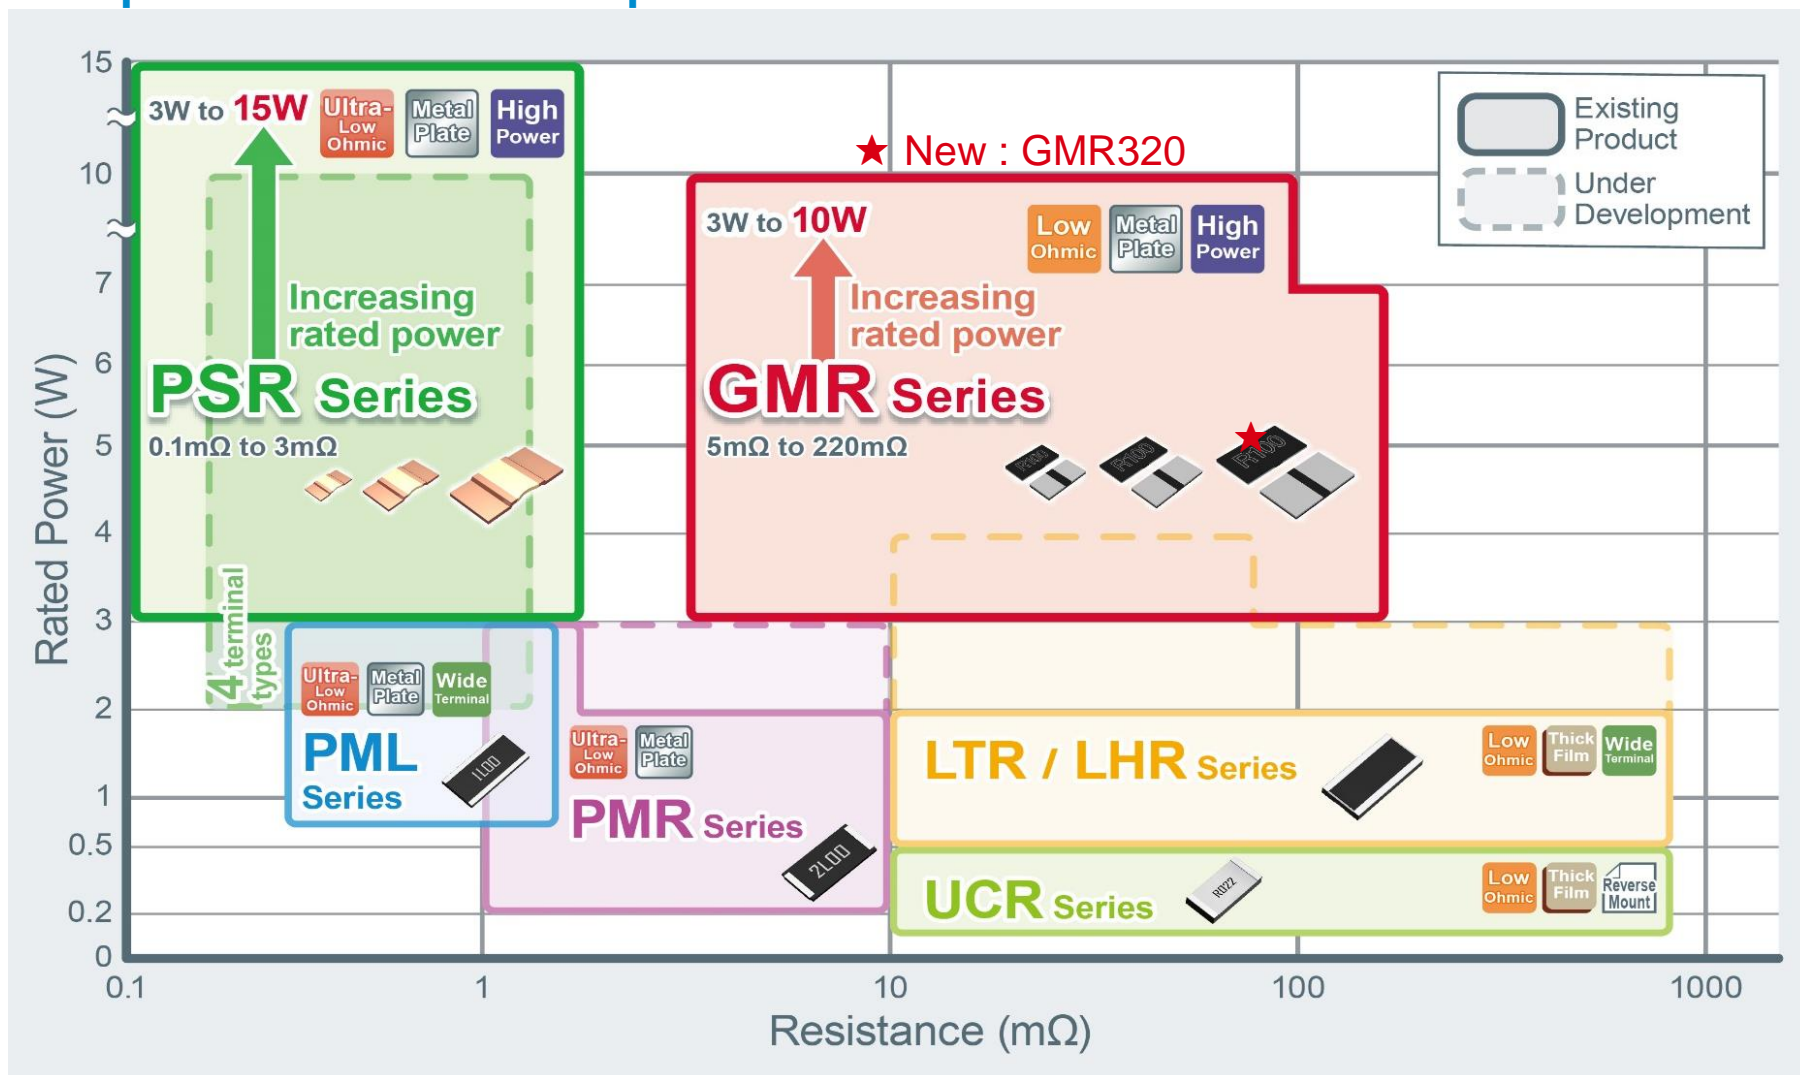 15
10
7
6
5
4
3
2
1
0.5
0.2
0
Rated Power (W)
0.1
1
10
100
1000
Resistance (mΩ)
Existing
Product
Under
Development
3W to 15W
Ultra-
Low
Ohmic
Metal
Plate
High
Power
Increasing
rated power
PSR Series
0.1mΩ to 3mΩ
4 terminal
types
★ New : GMR320
3W to 10W
Low
Ohmic
Metal
Plate
High
Power
Increasing
rated power
GMR Series
5mΩ to 220mΩ
R100
R100
R100
Ultra-
Low
Ohmic
Metal
Plate
Wide
Terminal
PML
Series
1L00
Ultra-
Low
Ohmic
Metal
Plate
PMR Series
2L00
LTR / LHR Series
Low
Ohmic
Thick
Film
Wide
Terminal
UCR Series
R022
Low
Ohmic
Thick
Film
Reverse
Mount